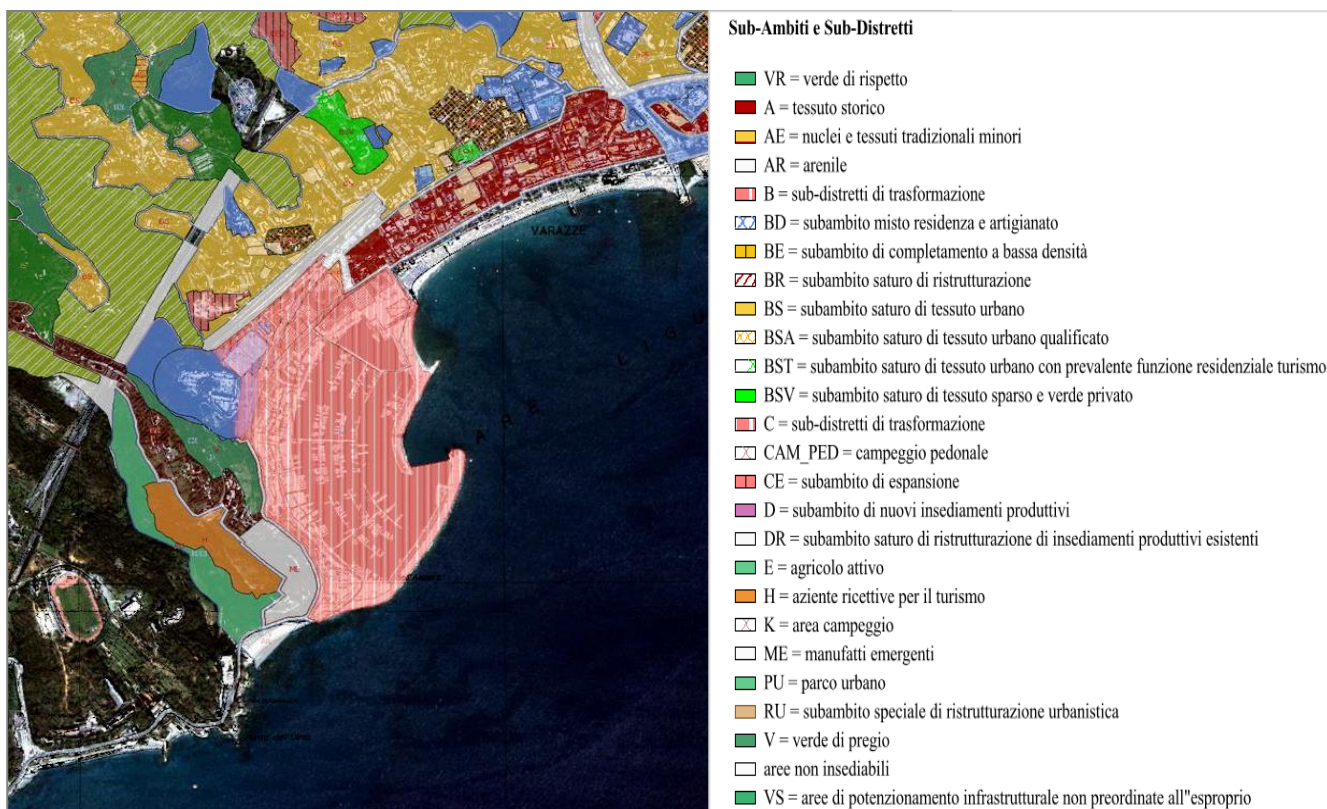 Sub-Ambiti e Sub-Distretti
VR = verde di rispetto
A = tessuto storico
AE = nuclei e tessuti tradizionali minori
AR = arenile
B = sub-distretti di trasformazione
BD = subambito misto residenza e artigianato
BE = subambito di completamento a bassa densità
BR = subambito saturo di ristrutturazione
BS = subambito saturo di tessuto urbano
BSA = subambito saturo di tessuto urbano qualificato
BST = subambito saturo di tessuto urbano con prevalente funzione residenziale turismo
BSV = subambito saturo di tessuto sparso e verde privato
C = sub-distretti di trasformazione
CAM_PED = campeggio pedonale
CE = subambito di espansione
D = subambito di nuovi insediamenti produttivi
DR = subambito saturo di ristrutturazione di insediamenti produttivi esistenti
E = agricolo attivo
H = aziente ricettive per il turismo
K = area campeggio
ME = manufatti emergenti
PU = parco urbano
RU = subambito speciale di ristrutturazione urbanistica
V = verde di pregio
aree non insediabili
VS = aree di potenzionamento infrastrutturale non preordinate all"esproprio
VARAZZE
MARE LIGU
BSV
H
ME